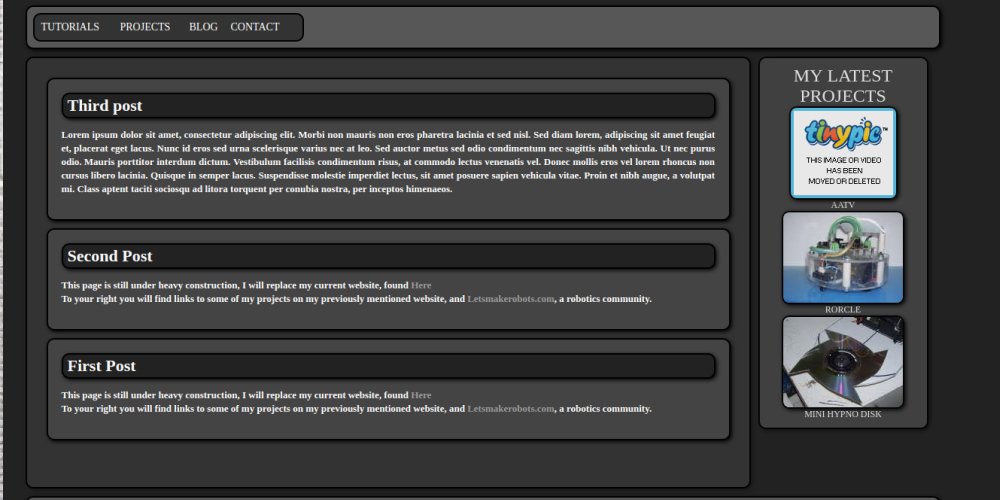 TUTORIALS PROJECTS BLOG CONTACT
Third post
Lorem ipsum dolor sit amet, consectetur adipiscing elit. Morbi non mauris non eros pharetra lacinia et sed nisl. Sed diam lorem, adipiscing sit amet feugiat
et, placerat eget lacus. Nunc id eros sed urna scelerisque varius nec at leo. Sed auctor metus sed odio condimentum nec sagittis nibh vehicula. Ut nec purus
odio. Mauris porttitor interdum dictum. Vestibulum facilisis condimentum risus, at commodo lectus venenatis vel. Donec mollis eros vel lorem rhoncus non
cursus libero lacinia. Quisque in semper lacus. Suspendisse molestie imperdiet lectus, sit amet posuere sapien vehicula vitae. Proin et nibh augue, a volutpat
mi. Class aptent taciti sociosqu ad litora torquent per conubia nostra, per inceptos himenaeos.
Second Post
This page is still under heavy construction, I will replace my current website, found Here
To your right you will find links to some of my projects on my previously mentioned website, and Letsmakerobots.com, a robotics community.
First Post
This page is still under heavy construction, I will replace my current website, found Here
To your right you will find links to some of my projects on my previously mentioned website, and Letsmakerobots.com, a robotics community.
MY LATEST
PROJECTS
tinypic
THIS IMAGE OR VIDEO
HAS BEEN
MOVED OR DELETED
AATV
RORCLE
MINI HYPNO DISK